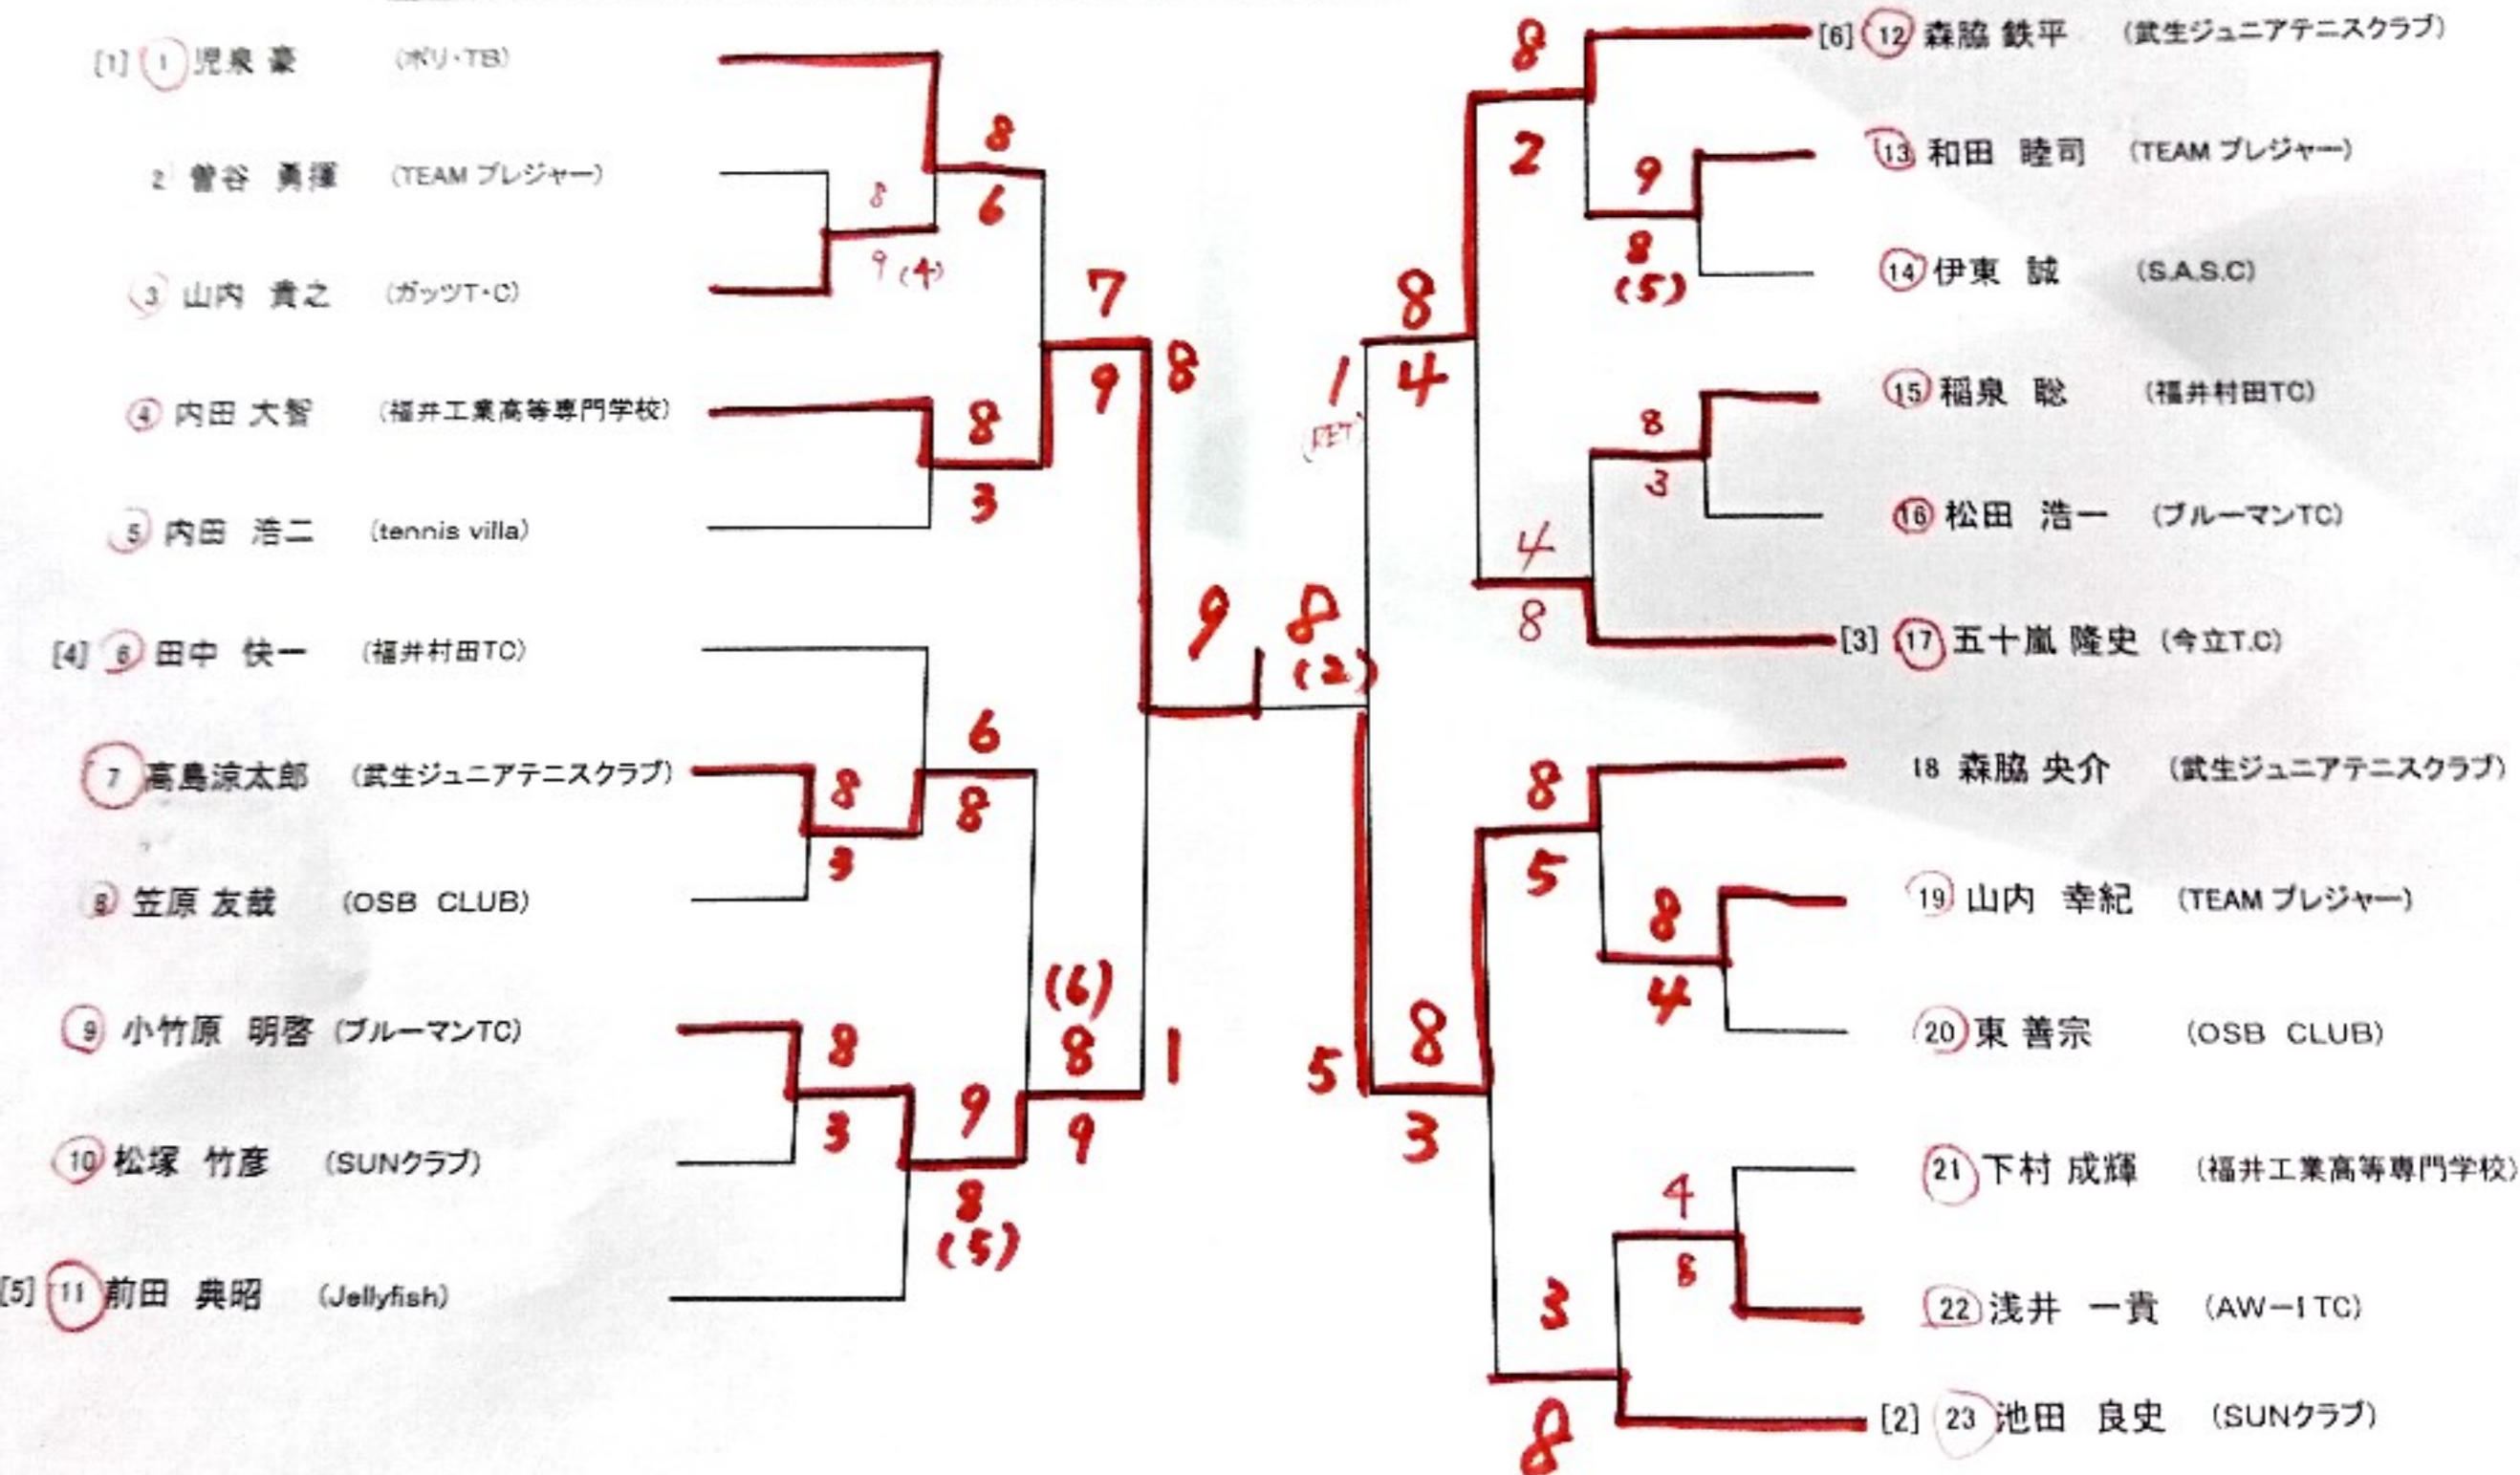 [1] 1 児泉 豪 (ポリ・TB)
2 曽谷 勇揮 (TEAM プレジャー)
3 山内 貴之 (ガッツT・C)
4 内田 大智 (福井工業高等専門学校)
5 内田 浩二 (tennis villa)
[4] 6 田中 快一 (福井村田TC)
7 高島涼太郎 (武生ジュニアテニスクラブ)
8 笠原 友哉 (OSB CLUB)
9 小竹原 明啓 (ブルーマンTC)
10 松塚 竹彦 (SUNクラブ)
[5] 11 前田 典昭 (Jellyfish)
8
6
8
9 (4)
7
9
8
8
3
6
8
8
3
(6)
8
9
1
8
3
9
8
(5)
9
8
(2)
[6] 12 森脇 鉄平 (武生ジュニアテニスクラブ)
13 和田 睦司 (TEAM プレジャー)
14 伊東 誠 (S.A.S.C)
15 稲泉 聡 (福井村田TC)
16 松田 浩一 (ブルーマンTC)
[3] 17 五十嵐 隆史 (今立T.C)
18 森脇 央介 (武生ジュニアテニスクラブ)
19 山内 幸紀 (TEAM プレジャー)
20 東 善宗 (OSB CLUB)
21 下村 成輝 (福井工業高等専門学校)
22 浅井 一貴 (AW－I TC)
[2] 23 池田 良史 (SUNクラブ)
8
2
9
8
(5)
8
4
1
(RET)
8
3
4
8
8
5
8
4
5
8
3
4
8
3
8